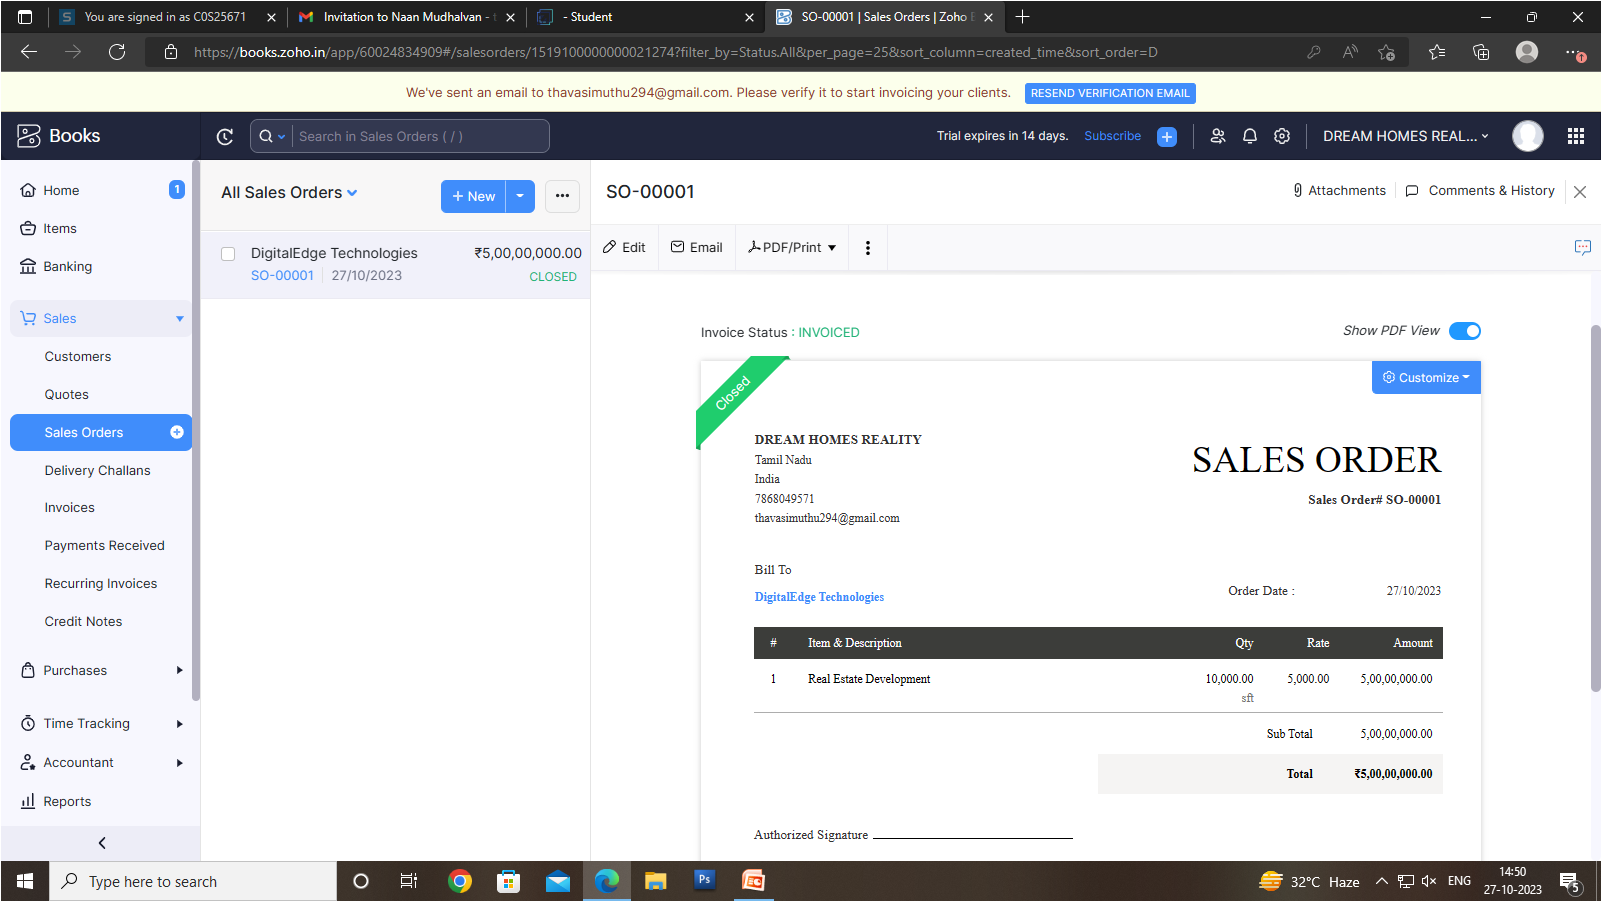 You are signed in as C0S25671
Invitation to Naan Mudhalvan - t
- Student
SO-00001 | Sales Orders | Zoho B
https://books.zoho.in/app/60024834909#/salesorders/1519100000000021274?filter_by=Status.All&per_page=25&sort_column=created_time&sort_order=D
We've sent an email to thavasimuthu294@gmail.com. Please verify it to start invoicing your clients. RESEND VERIFICATION EMAIL
Books
Search in Sales Orders ( / )
Trial expires in 14 days. Subscribe
DREAM HOMES REAL...
Home 1
Items
Banking
Sales
Customers
Quotes
Sales Orders
Delivery Challans
Invoices
Payments Received
Recurring Invoices
Credit Notes
Purchases
Time Tracking
Accountant
Reports
All Sales Orders
+ New
DigitalEdge Technologies ₹5,00,00,000.00
SO-00001 27/10/2023 CLOSED
SO-00001
Attachments
Comments & History
Edit Email PDF/Print
Invoice Status : INVOICED
Show PDF View
Closed
Customize
DREAM HOMES REALITY
Tamil Nadu
India
7868049571
thavasimuthu294@gmail.com
SALES ORDER
Sales Order# SO-00001
Bill To
DigitalEdge Technologies
Order Date : 27/10/2023
# Item & Description Qty Rate Amount
1 Real Estate Development 10,000.00 5,000.00 5,00,00,000.00
sft
Sub Total 5,00,00,000.00
Total ₹5,00,00,000.00
Authorized Signature
Type here to search
Ps
32°C Haze
ENG
14:50
27-10-2023
5